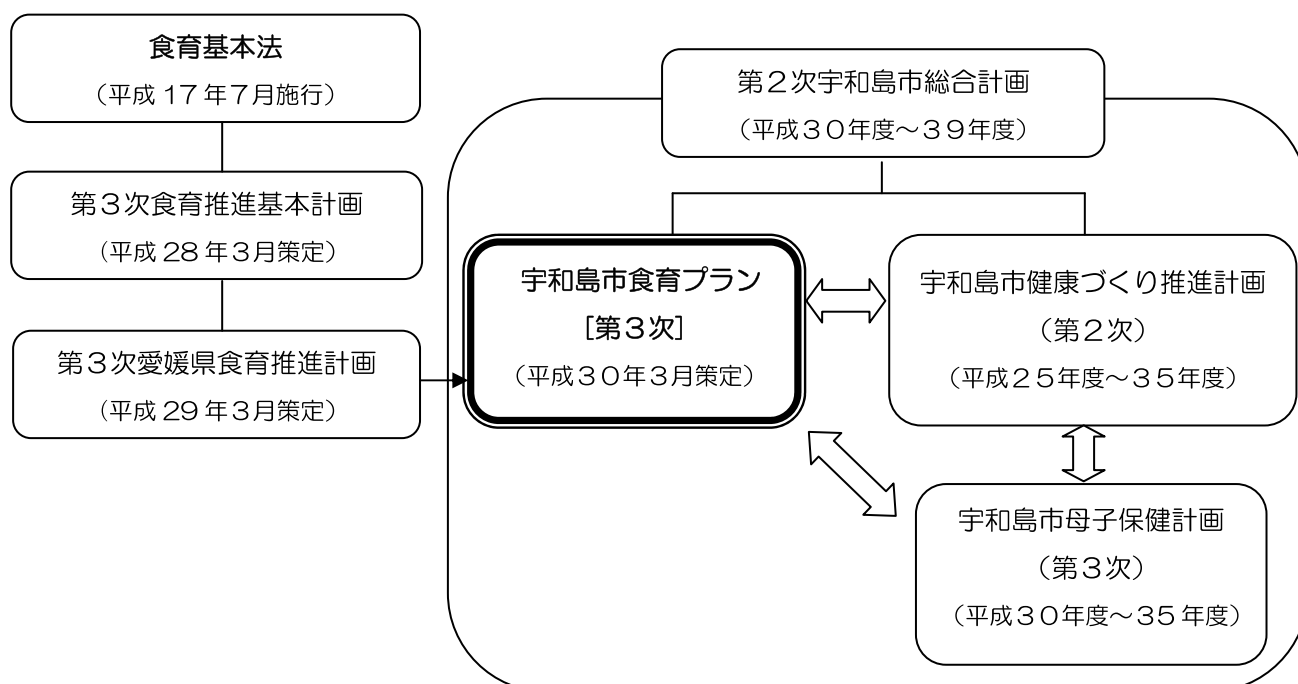 食育基本法
（平成 17 年７月施行）
第３次食育推進基本計画
（平成 28 年３月策定）
第３次愛媛県食育推進計画
（平成 29 年３月策定）
第２次宇和島市総合計画
（平成３０年度～３９年度）
宇和島市食育プラン
[第３次]
（平成３０年３月策定）
宇和島市健康づくり推進計画
（第２次）
（平成２５年度～３５年度）
宇和島市母子保健計画
（第３次）
（平成３０年度～３５年度）